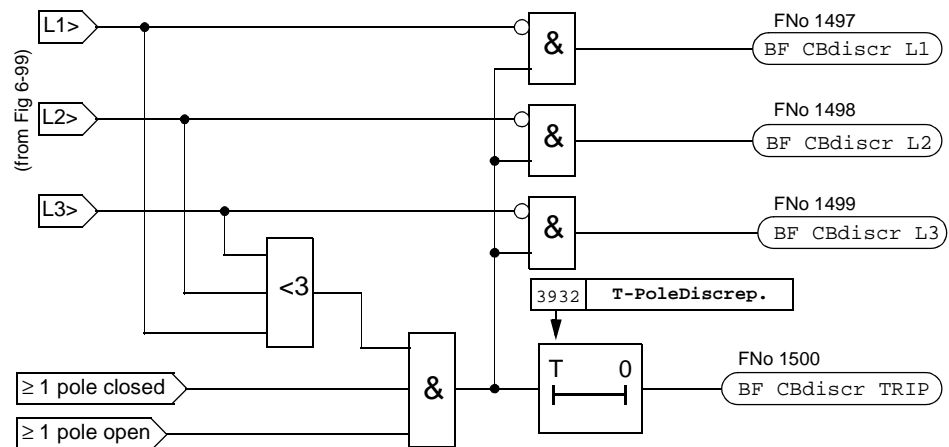 L1>
FNo 1497
&
BF CBdiscr L1
(from Fig 6-99)
L2>
FNo 1498
&
BF CBdiscr L2
L3>
FNo 1499
&
BF CBdiscr L3
<3
3932 T-PoleDiscrep.
T 0
FNo 1500
≥ 1 pole closed
&
BF CBdiscr TRIP
≥ 1 pole open